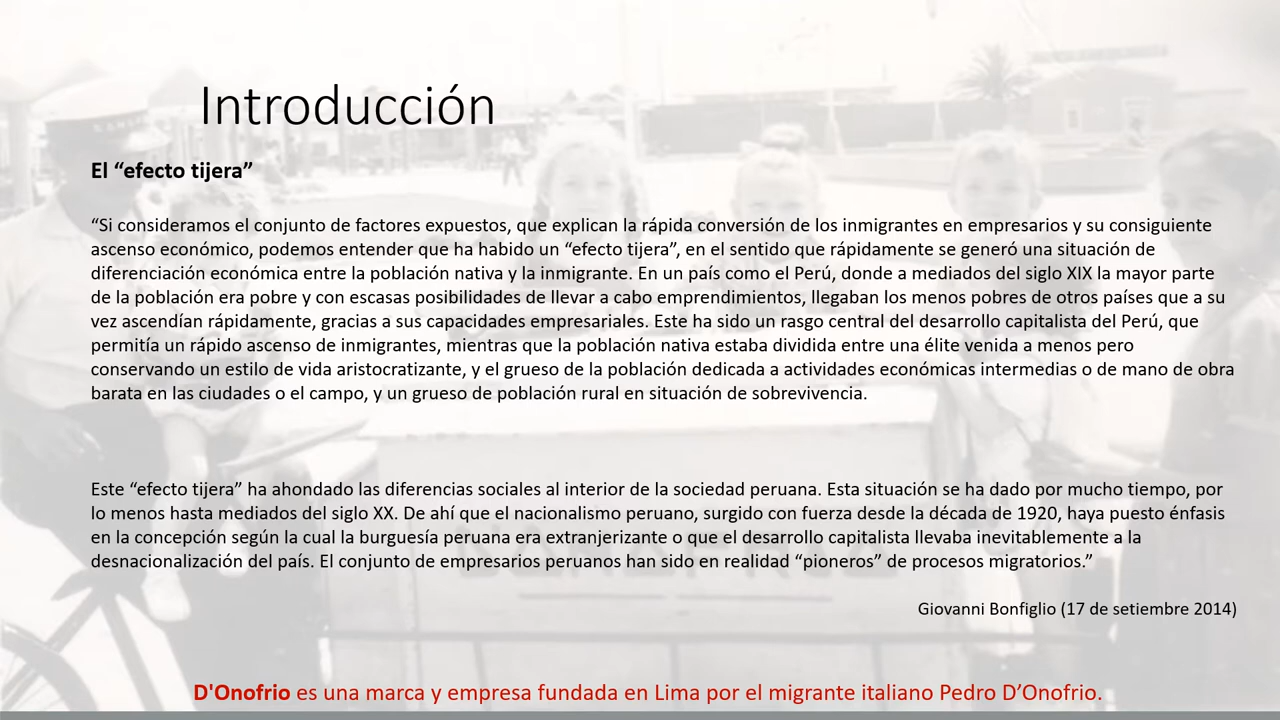 Introducción
El “efecto tijera”
“Si consideramos el conjunto de factores expuestos, que explican la rápida conversión de los inmigrantes en empresarios y su consiguiente
ascenso económico, podemos entender que ha habido un “efecto tijera”, en el sentido que rápidamente se generó una situación de
diferenciación económica entre la población nativa y la inmigrante. En un país como el Perú, donde a mediados del siglo XIX la mayor parte
de la población era pobre y con escasas posibilidades de llevar a cabo emprendimientos, llegaban los menos pobres de otros países que a su
vez ascendían rápidamente, gracias a sus capacidades empresariales. Este ha sido un rasgo central del desarrollo capitalista del Perú, que
permitía un rápido ascenso de inmigrantes, mientras que la población nativa estaba dividida entre una élite venida a menos pero
conservando un estilo de vida aristocratizante, y el grueso de la población dedicada a actividades económicas intermedias o de mano de obra
barata en las ciudades o el campo, y un grueso de población rural en situación de sobrevivencia.
Este “efecto tijera” ha ahondado las diferencias sociales al interior de la sociedad peruana. Esta situación se ha dado por mucho tiempo, por
lo menos hasta mediados del siglo XX. De ahí que el nacionalismo peruano, surgido con fuerza desde la década de 1920, haya puesto énfasis
en la concepción según la cual la burguesía peruana era extranjerizante o que el desarrollo capitalista llevaba inevitablemente a la
desnacionalización del país. El conjunto de empresarios peruanos han sido en realidad “pioneros” de procesos migratorios.”
Giovanni Bonfiglio (17 de setiembre 2014)
D'Onofrio es una marca y empresa fundada en Lima por el migrante italiano Pedro D’Onofrio.